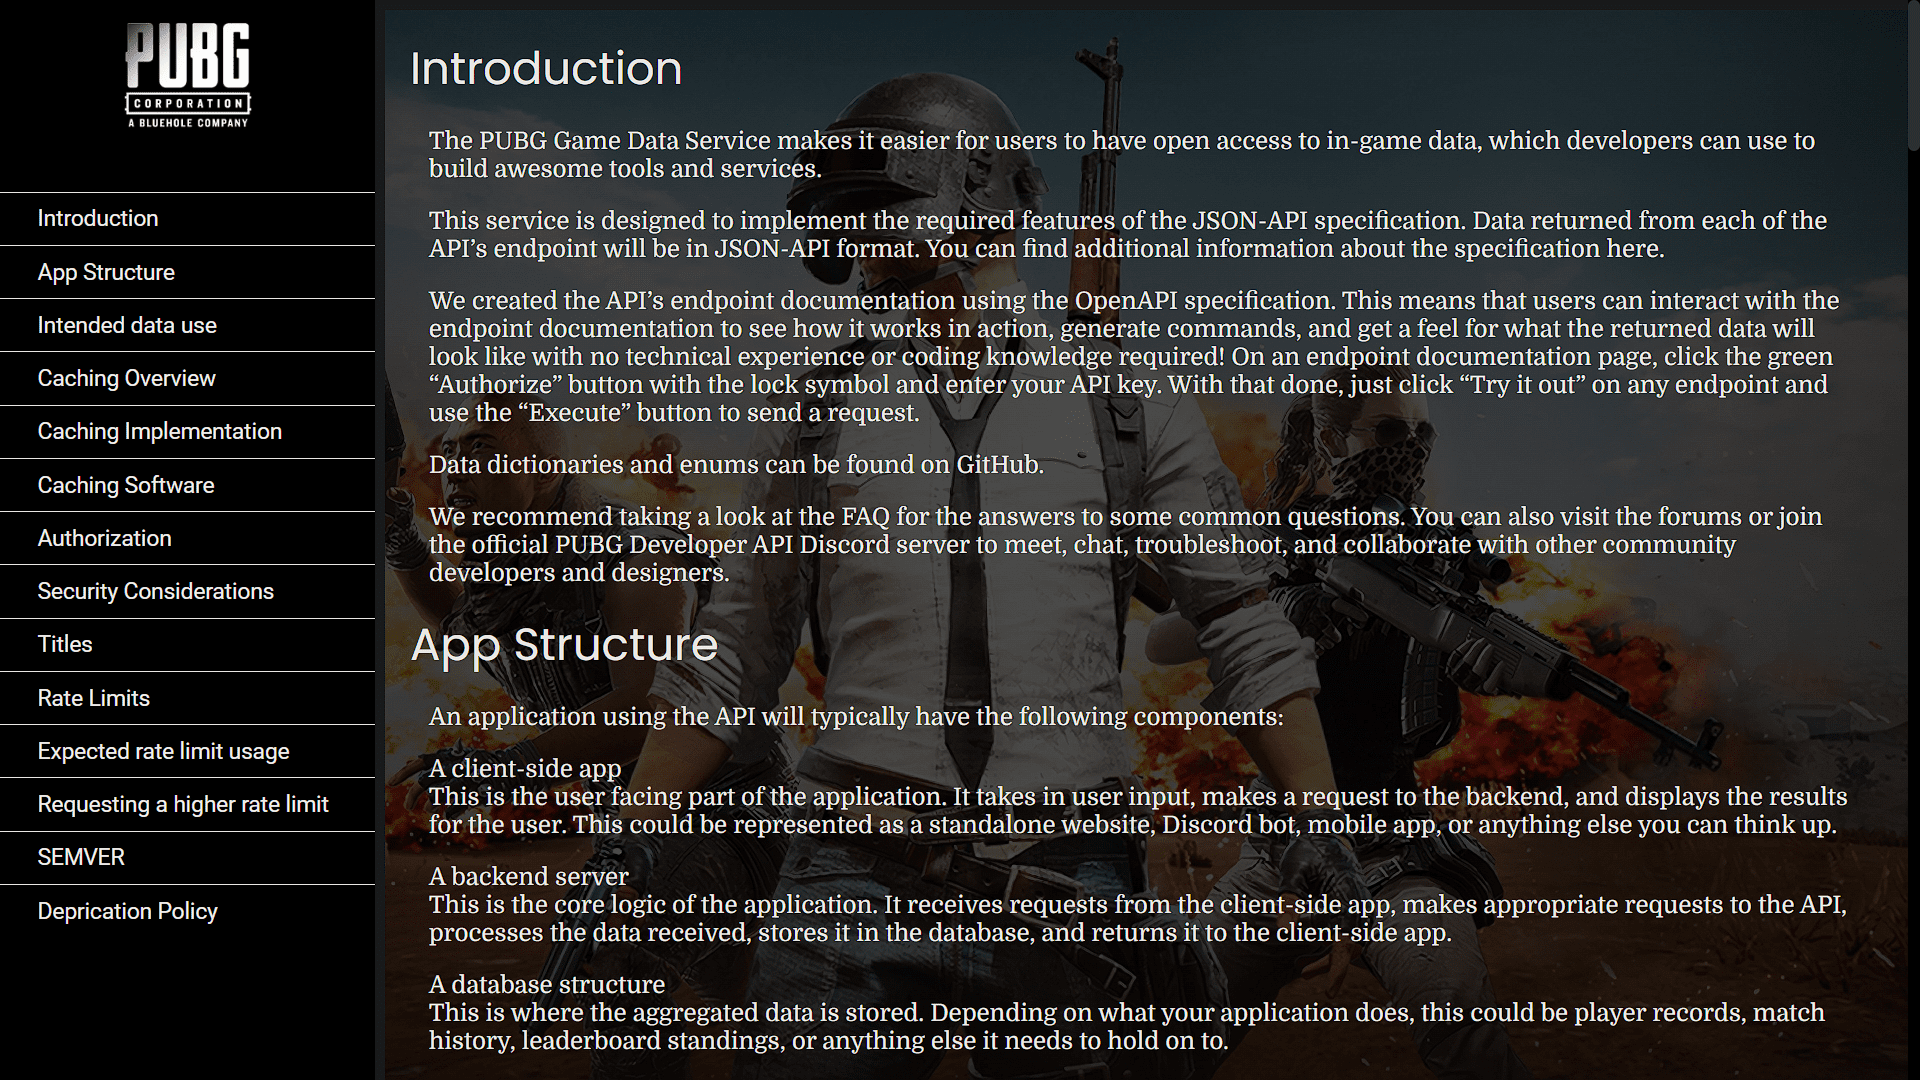 PUBG
CORPORATION
A BLUEHOLE COMPANY
Introduction
App Structure
Intended data use
Caching Overview
Caching Implementation
Caching Software
Authorization
Security Considerations
Titles
Rate Limits
Expected rate limit usage
Requesting a higher rate limit
SEMVER
Deprication Policy
Introduction
The PUBG Game Data Service makes it easier for users to have open access to in-game data, which developers can use to
build awesome tools and services.
This service is designed to implement the required features of the JSON-API specification. Data returned from each of the
API’s endpoint will be in JSON-API format. You can find additional information about the specification here.
We created the API’s endpoint documentation using the OpenAPI specification. This means that users can interact with the
endpoint documentation to see how it works in action, generate commands, and get a feel for what the returned data will
look like with no technical experience or coding knowledge required! On an endpoint documentation page, click the green
“Authorize” button with the lock symbol and enter your API key. With that done, just click “Try it out” on any endpoint and
use the “Execute” button to send a request.
Data dictionaries and enums can be found on GitHub.
We recommend taking a look at the FAQ for the answers to some common questions. You can also visit the forums or join
the official PUBG Developer API Discord server to meet, chat, troubleshoot, and collaborate with other community
developers and designers.
App Structure
An application using the API will typically have the following components:
A client-side app
This is the user facing part of the application. It takes in user input, makes a request to the backend, and displays the results
for the user. This could be represented as a standalone website, Discord bot, mobile app, or anything else you can think up.
A backend server
This is the core logic of the application. It receives requests from the client-side app, makes appropriate requests to the API,
processes the data received, stores it in the database, and returns it to the client-side app.
A database structure
This is where the aggregated data is stored. Depending on what your application does, this could be player records, match
history, leaderboard standings, or anything else it needs to hold on to.